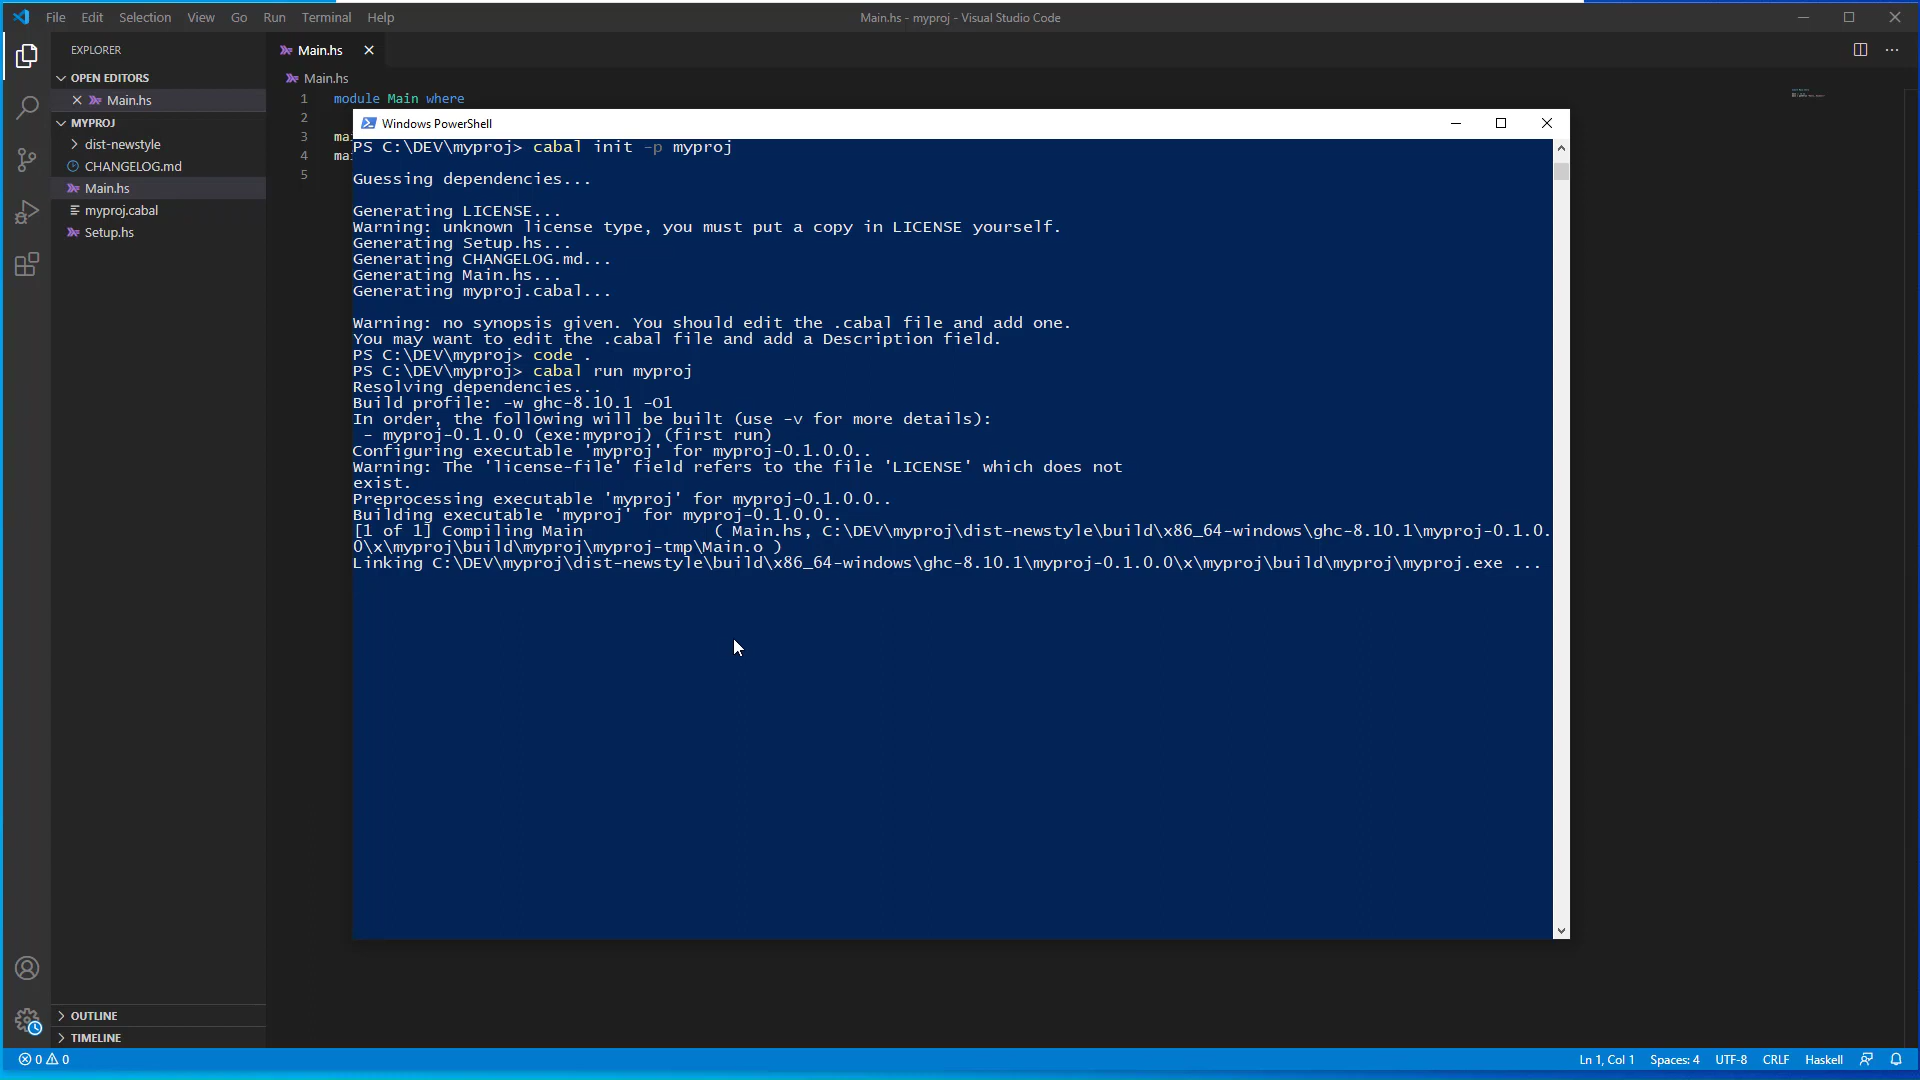 File Edit Selection View Go Run Terminal Help
Main.hs - myproj - Visual Studio Code
EXPLORER
OPEN EDITORS
Main.hs
MYPROJ
dist-newstyle
CHANGELOG.md
Main.hs
myproj.cabal
Setup.hs
OUTLINE
TIMELINE
Main.hs
Main.hs
1 module Main where
2
3 mai
4 mai
5
Windows PowerShell
PS C:\DEV\myproj> cabal init -p myproj
Guessing dependencies...
Generating LICENSE...
Warning: unknown license type, you must put a copy in LICENSE yourself.
Generating Setup.hs...
Generating CHANGELOG.md...
Generating Main.hs...
Generating myproj.cabal...
Warning: no synopsis given. You should edit the .cabal file and add one.
You may want to edit the .cabal file and add a Description field.
PS C:\DEV\myproj> code .
PS C:\DEV\myproj> cabal run myproj
Resolving dependencies...
Build profile: -w ghc-8.10.1 -O1
In order, the following will be built (use -v for more details):
- myproj-0.1.0.0 (exe:myproj) (first run)
Configuring executable 'myproj' for myproj-0.1.0.0..
Warning: The 'license-file' field refers to the file 'LICENSE' which does not
exist.
Preprocessing executable 'myproj' for myproj-0.1.0.0..
Building executable 'myproj' for myproj-0.1.0.0..
[1 of 1] Compiling Main ( Main.hs, C:\DEV\myproj\dist-newstyle\build\x86_64-windows\ghc-8.10.1\myproj-0.1.0.
0\x\myproj\build\myproj\myproj-tmp\Main.o )
Linking C:\DEV\myproj\dist-newstyle\build\x86_64-windows\ghc-8.10.1\myproj-0.1.0.0\x\myproj\build\myproj\myproj.exe ...
0 0
Ln 1, Col 1 Spaces: 4 UTF-8 CRLF Haskell